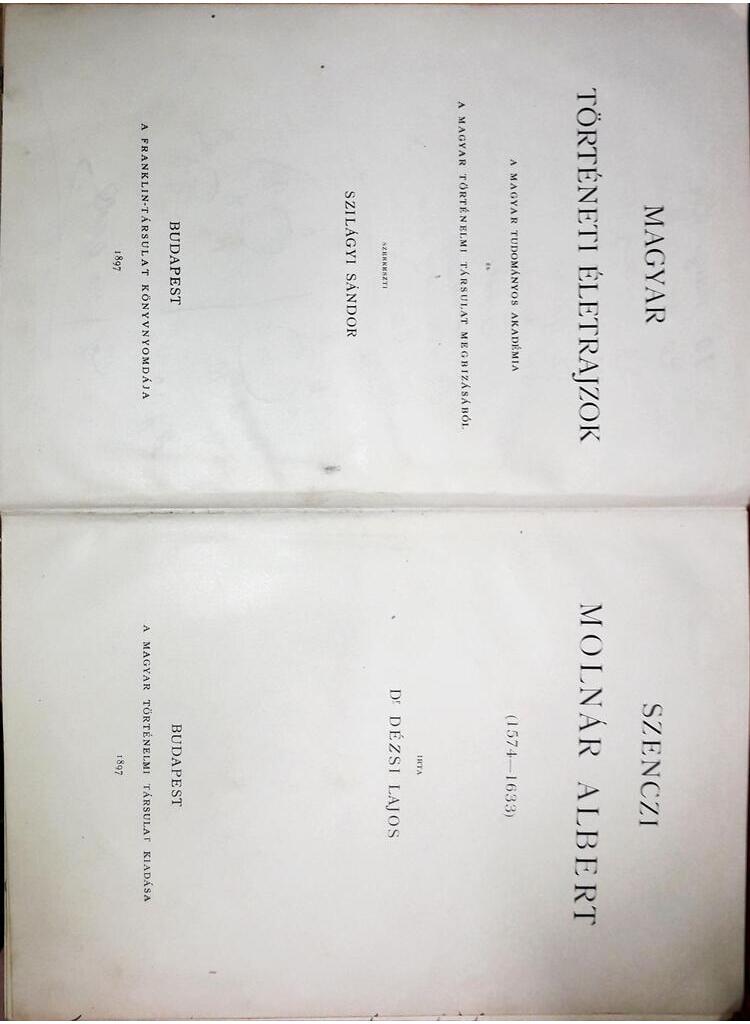 MAGYAR
TÖRTÉNETI ÉLETRAJZOK
A MAGYAR TUDOMÁNYOS AKADÉMIA
ÉS
A MAGYAR TÖRTÉNELMI TÁRSULAT MEGBIZÁSÁBÓL
SZERKESZTI
SZILÁGYI SÁNDOR
BUDAPEST
A FRANKLIN-TÁRSULAT KÖNYVNYOMDÁJA
1897
SZENCZI
MOLNÁR ALBERT
(1574—1633)
IRTA
Dr DÉZSI LAJOS
BUDAPEST
A MAGYAR TÖRTÉNELMI TÁRSULAT KIADÁSA
1897